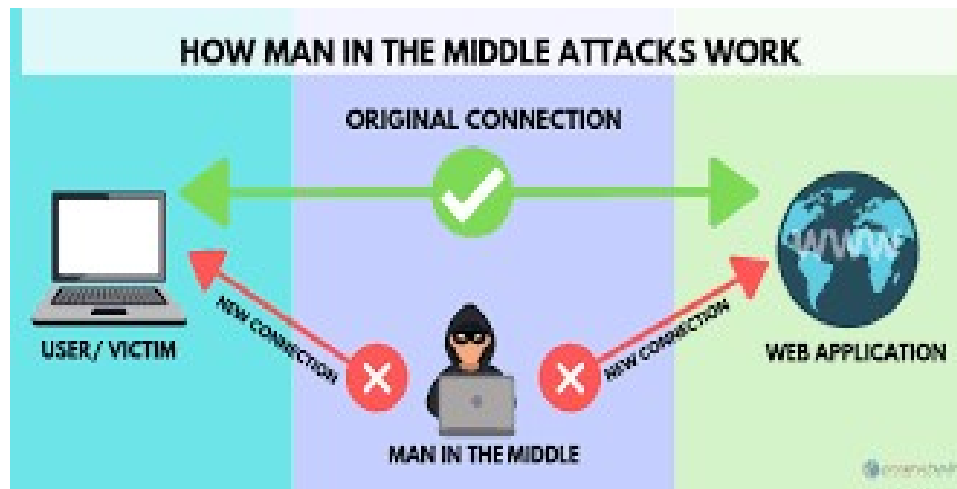 HOW MAN IN THE MIDDLE ATTACKS WORK
ORIGINAL CONNECTION
WWW
NEW CONNECTION
NEW CONNECTION
USER/ VICTIM
WEB APPLICATION
MAN IN THE MIDDLE